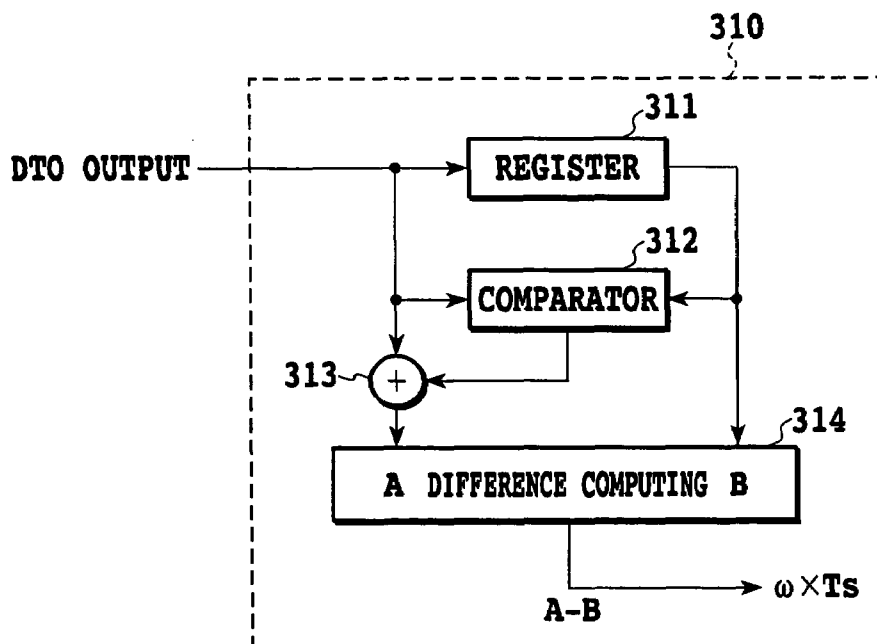 310
311
DTO OUTPUT
REGISTER
312
COMPARATOR
313
+
314
A DIFFERENCE COMPUTING B
A-B
ω×Ts